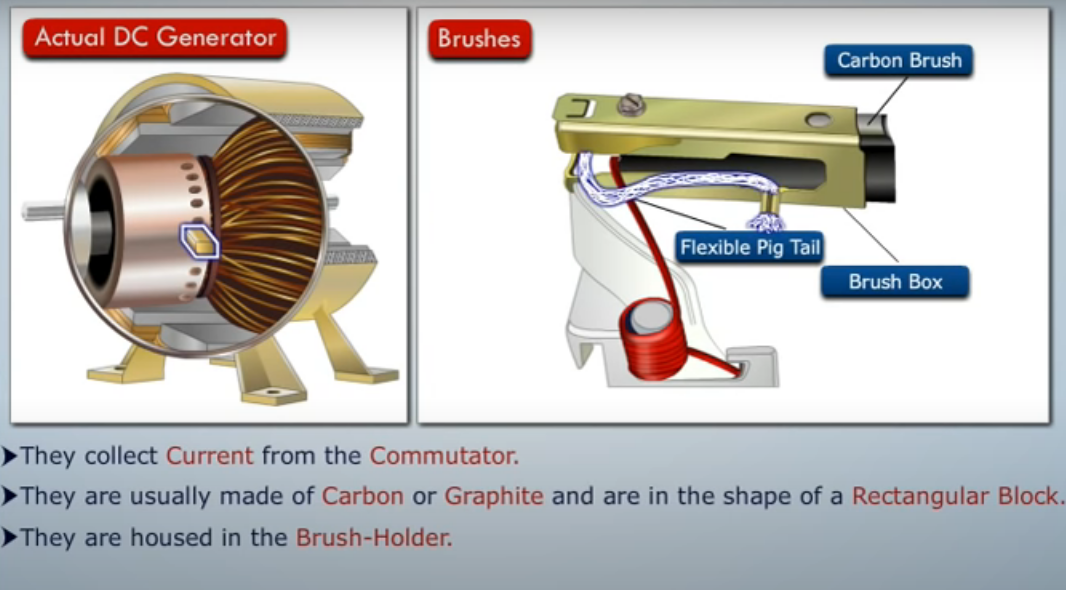 Actual DC Generator
Brushes
Carbon Brush
Flexible Pig Tail
Brush Box
➤They collect Current from the Commutator.
➤They are usually made of Carbon or Graphite and are in the shape of a Rectangular Block.
➤They are housed in the Brush-Holder.